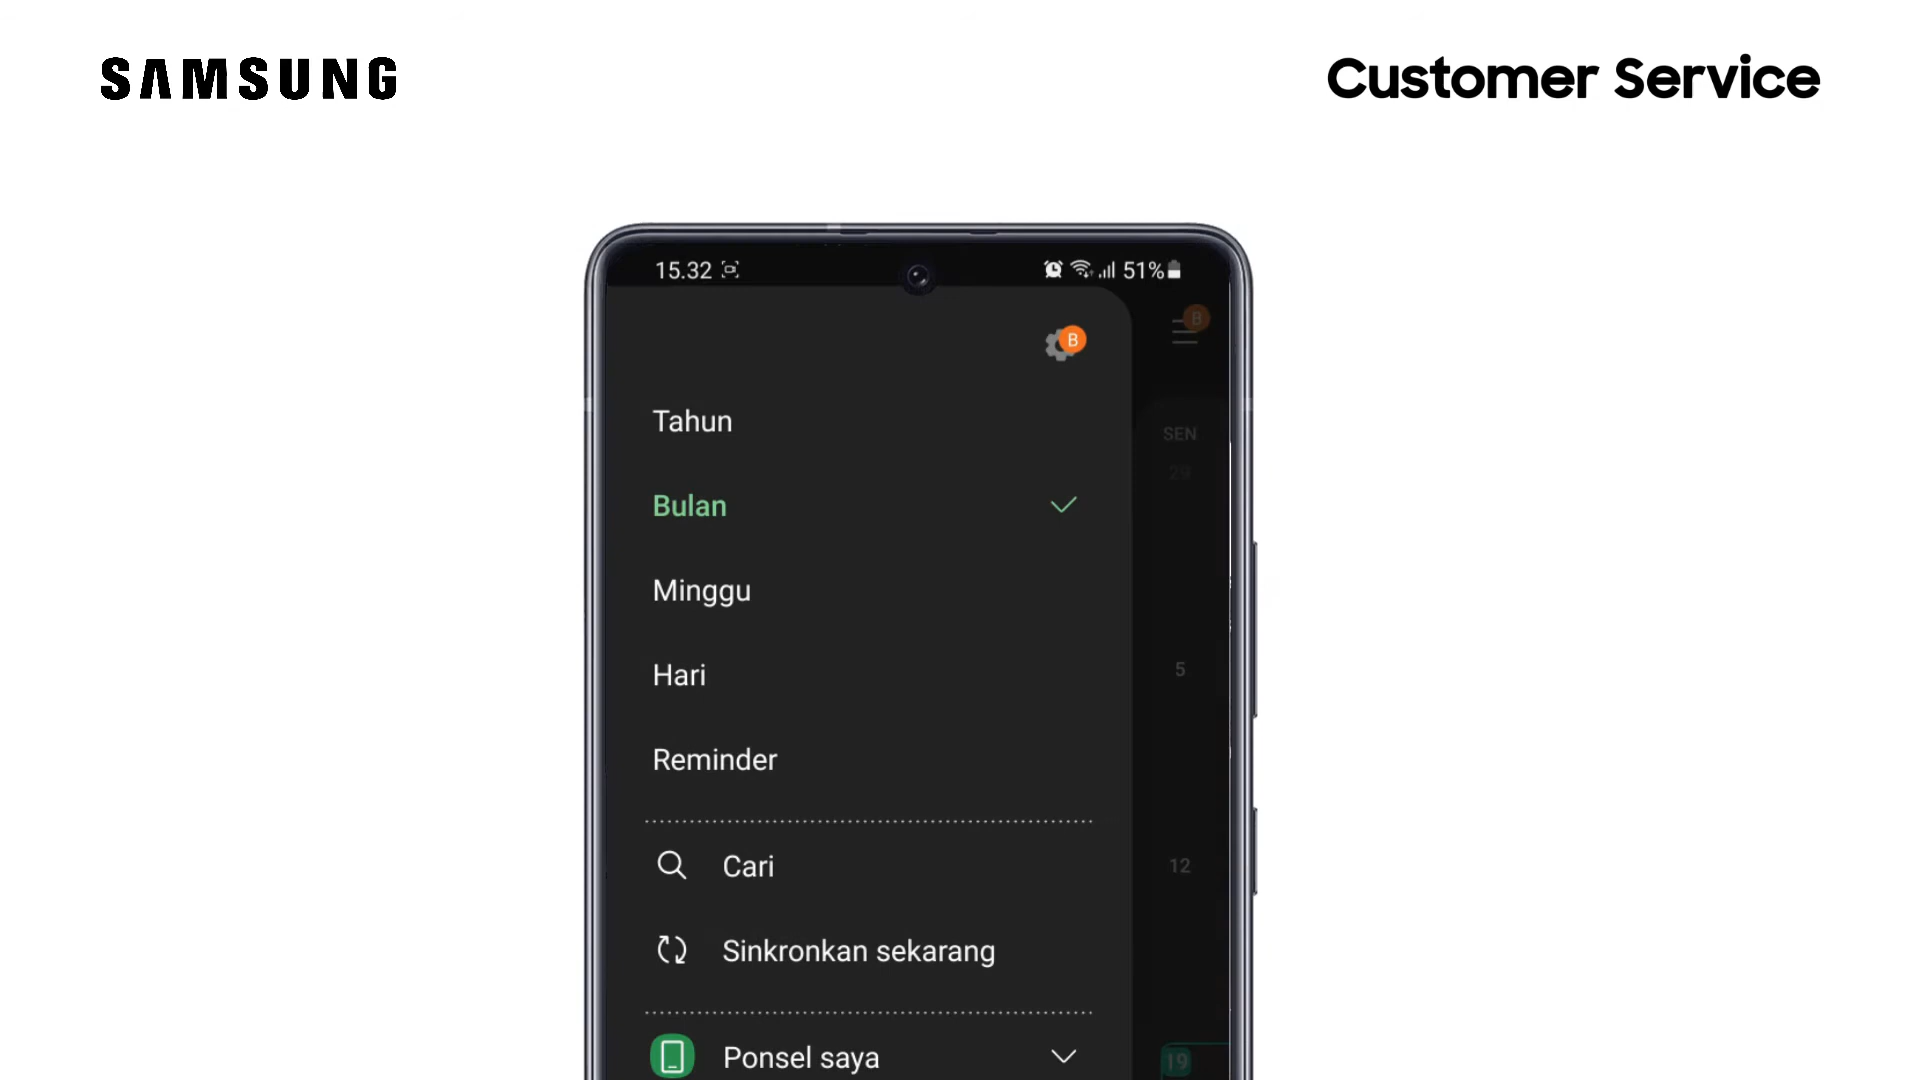 SAMSUNG
Customer Service
15.32
51%
B
B
Tahun
SEN
29
Bulan
Minggu
Hari
5
Reminder
Cari
12
Sinkronkan sekarang
Ponsel saya
19